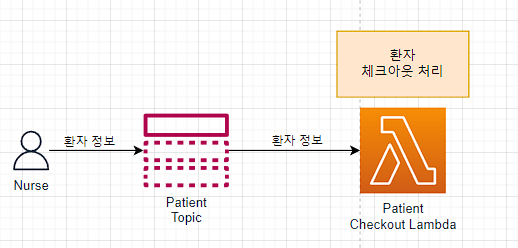 환자
체크아웃 처리
환자 정보
환자 정보
Nurse
Patient
Topic
Patient
Checkout Lambda